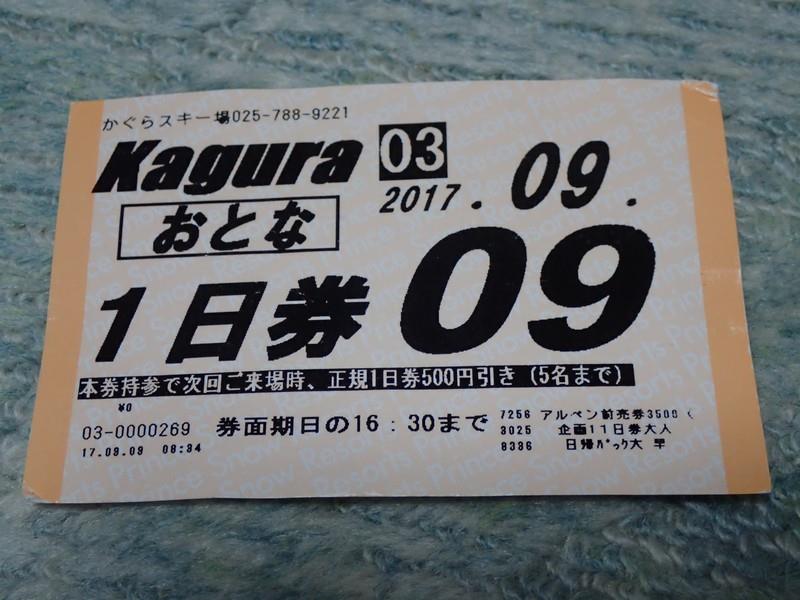 かぐらスキー場025-788-9221
Kagura 03
2017.09.
おとな
1日券 09
本券持参で次回ご来場時、正規1日券500円引き (5名まで)
¥0
03-0000269 券面期日の16:30まで
17.09.09 08:34
7256 アルペン前売券3500 く
3025 企画11日券大人
8386 日帰パック大 早
Prince Snow Resorts